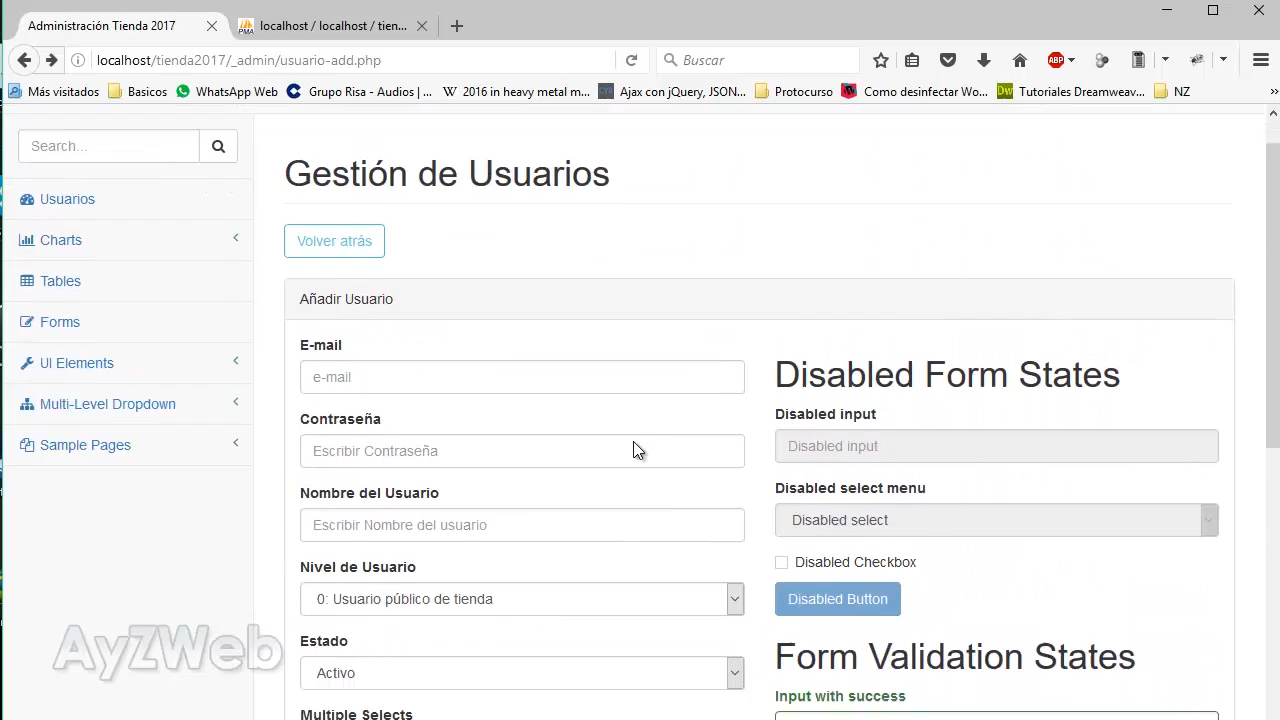 Administración Tienda 2017
localhost / localhost / tien...
localhost/tienda2017/_admin/usuario-add.php
Buscar
ABP
Más visitados
Basicos
WhatsApp Web
Grupo Risa - Audios | ...
2016 in heavy metal m...
Ajax con jQuery, JSON...
Protocurso
Como desinfectar Wo...
Tutoriales Dreamweav...
NZ
Search...
Usuarios
Charts
Tables
Forms
UI Elements
Multi-Level Dropdown
Sample Pages
Gestión de Usuarios
Volver atrás
Añadir Usuario
E-mail
e-mail
Contraseña
Escribir Contraseña
Nombre del Usuario
Escribir Nombre del usuario
Nivel de Usuario
0: Usuario público de tienda
Estado
Activo
Multiple Selects
Disabled Form States
Disabled input
Disabled input
Disabled select menu
Disabled select
Disabled Checkbox
Disabled Button
Form Validation States
Input with success
AyZWeb